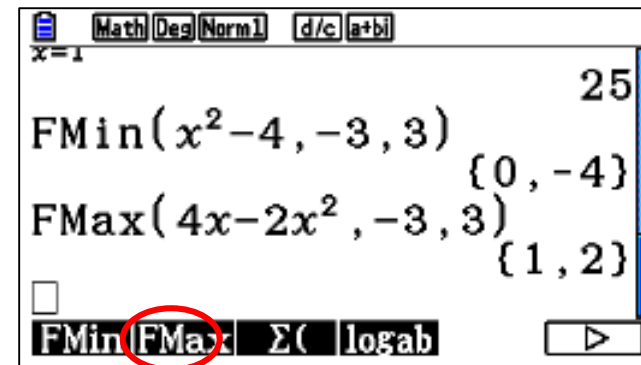 Math Deg Norm1 d/c a+bi
x=1
25
FMin(x²-4,-3,3)
{0,-4}
FMax(4x-2x²,-3,3)
{1,2}
FMin FMax Σ( logab ▷